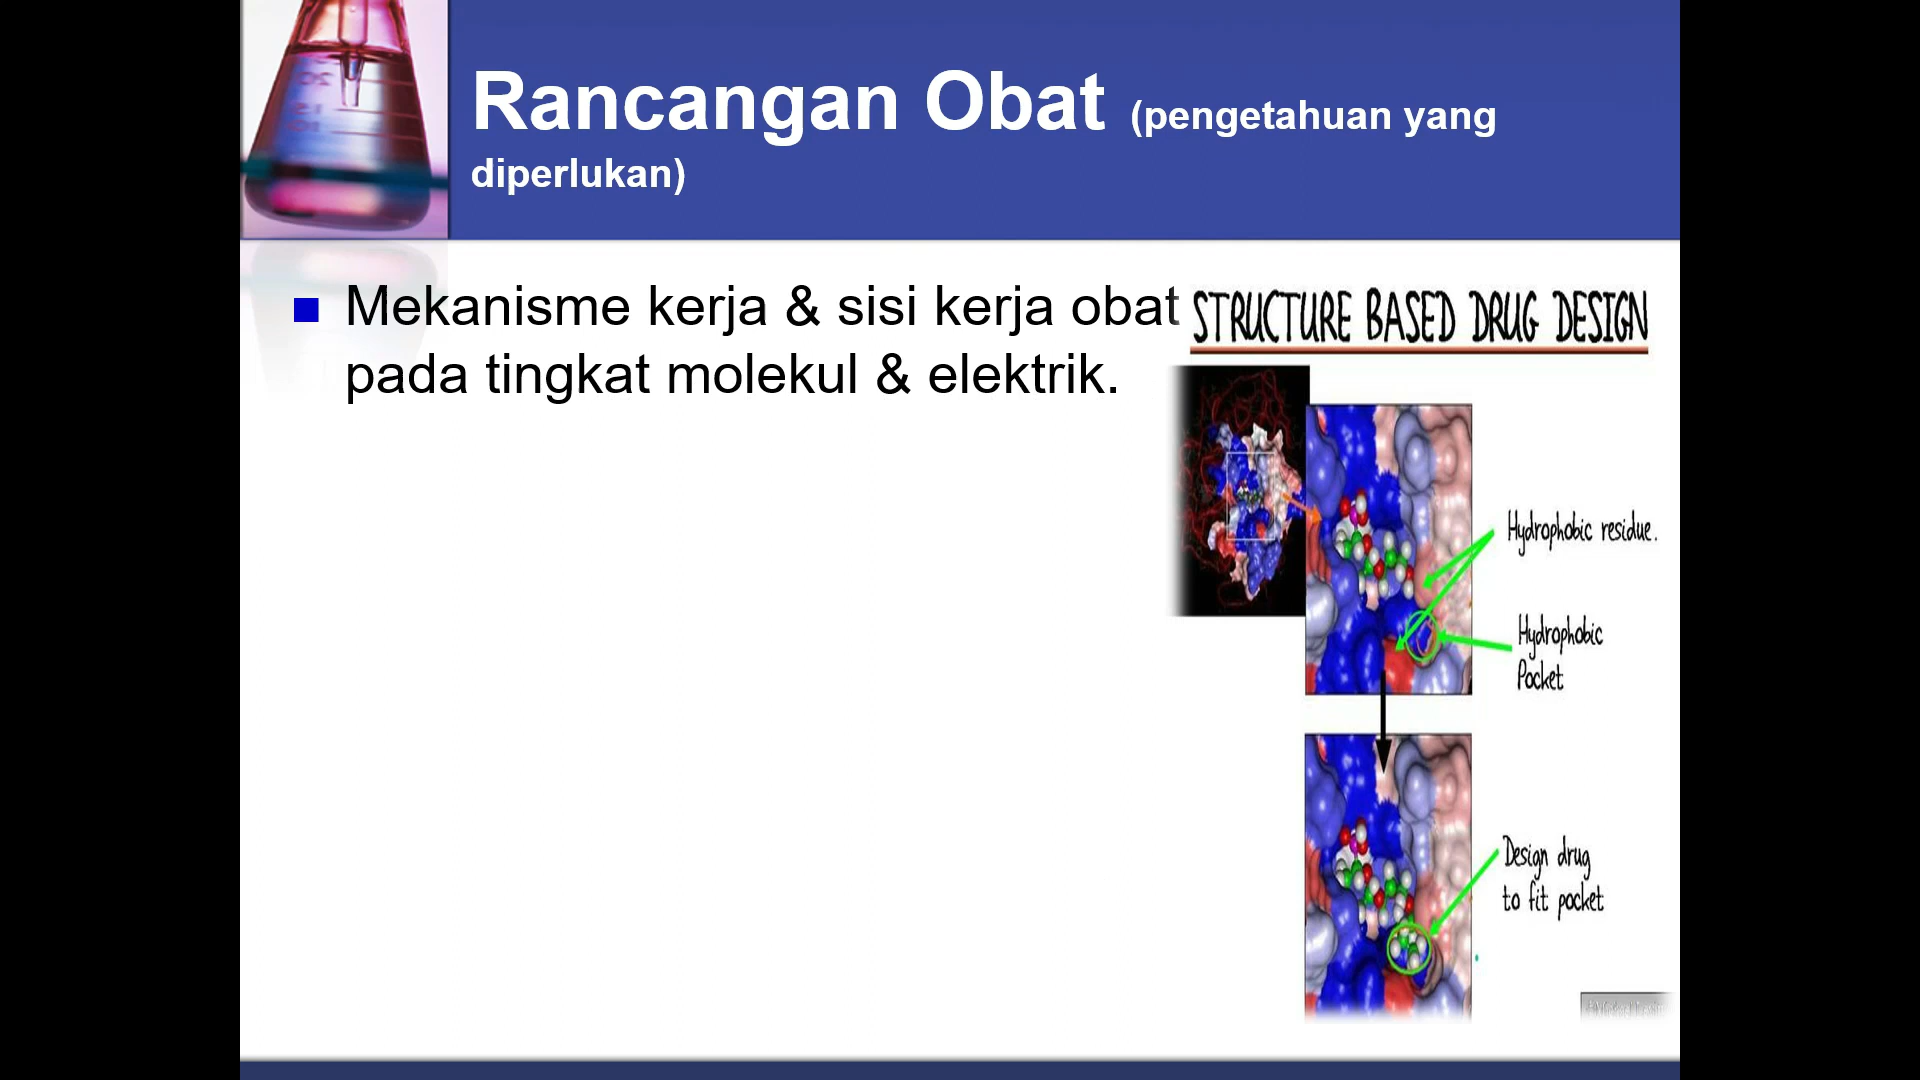 Rancangan Obat (pengetahuan yang
diperlukan)
Mekanisme kerja & sisi kerja obat
pada tingkat molekul & elektrik.
STRUCTURE BASED DRUG DESIGN
Hydrophobic residue.
Hydrophobic
Pocket
Design drug
to fit pocket